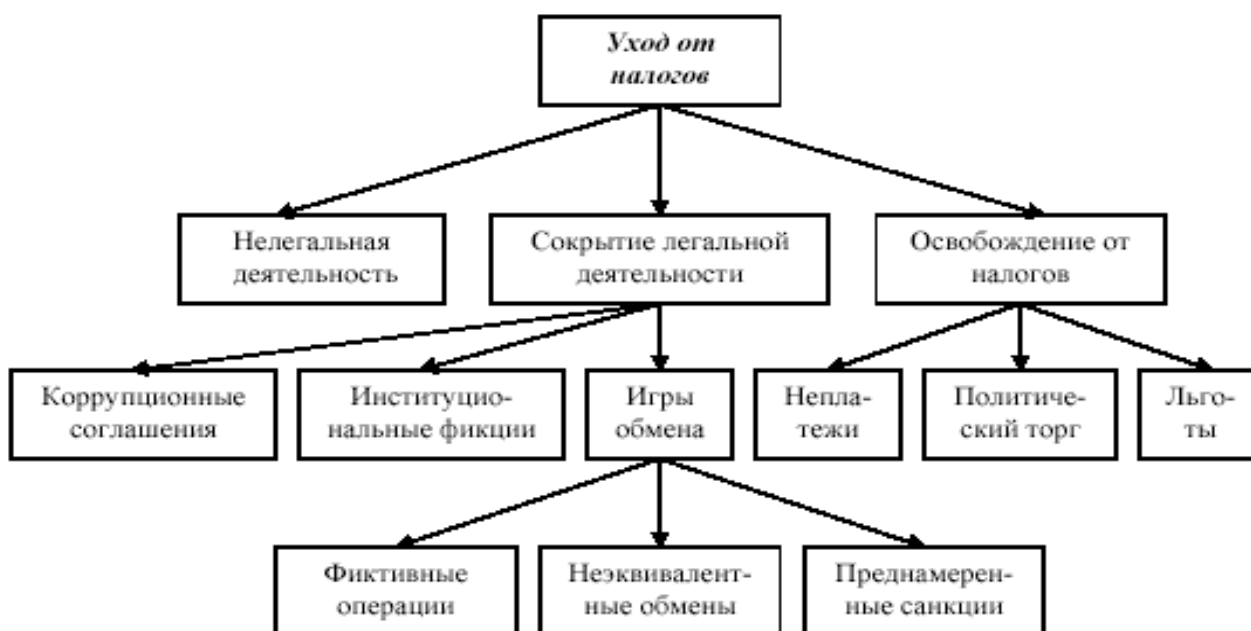 Уход от
налогов
Нелегальная
деятельность
Сокрытие легальной
деятельности
Освобождение от
налогов
Коррупционные
соглашения
Институцио-
нальные фикции
Игры
обмена
Непла-
тежи
Политиче-
ский торг
Льго-
ты
Фиктивные
операции
Неэквивалент-
ные обмены
Преднамерен-
ные санкции